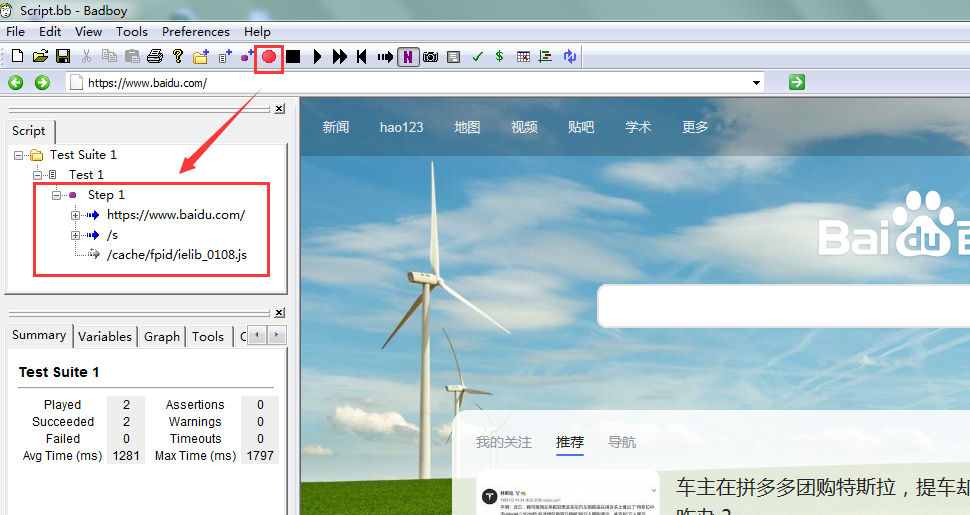 Script.bb - Badboy
File Edit View Tools Preferences Help
N
https://www.baidu.com/
Script
Test Suite 1
Test 1
Step 1
https://www.baidu.com/
/s
/cache/fpid/ielib_0108.js
Summary Variables Graph Tools
Test Suite 1
Played 2 Assertions 0
Succeeded 2 Warnings 0
Failed 0 Timeouts 0
Avg Time (ms) 1281 Max Time (ms) 1797
新闻 hao123 地图 视频 贴吧 学术 更多
Bai du
我的关注 推荐 导航
车主在拼多多团购特斯拉，提车却
特斯拉